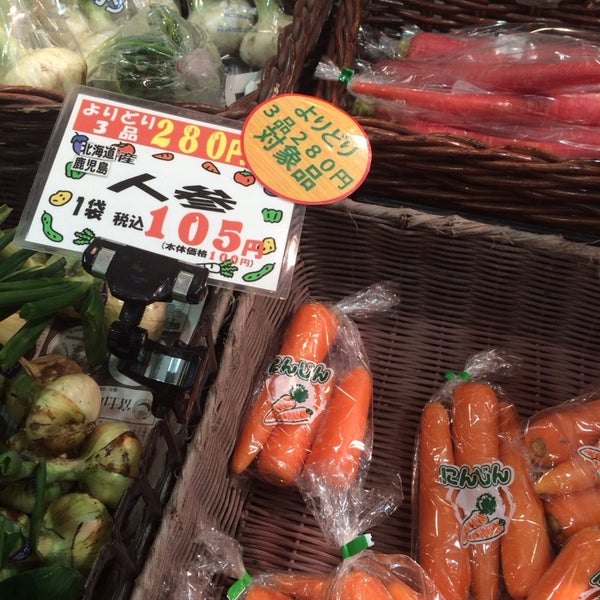 よりどり
3品 280円
北海道
鹿児島 産
人参
1袋 税込 105円
(本体価格100円)
よりどり
3品280円
対象品
にんじん
にんじん